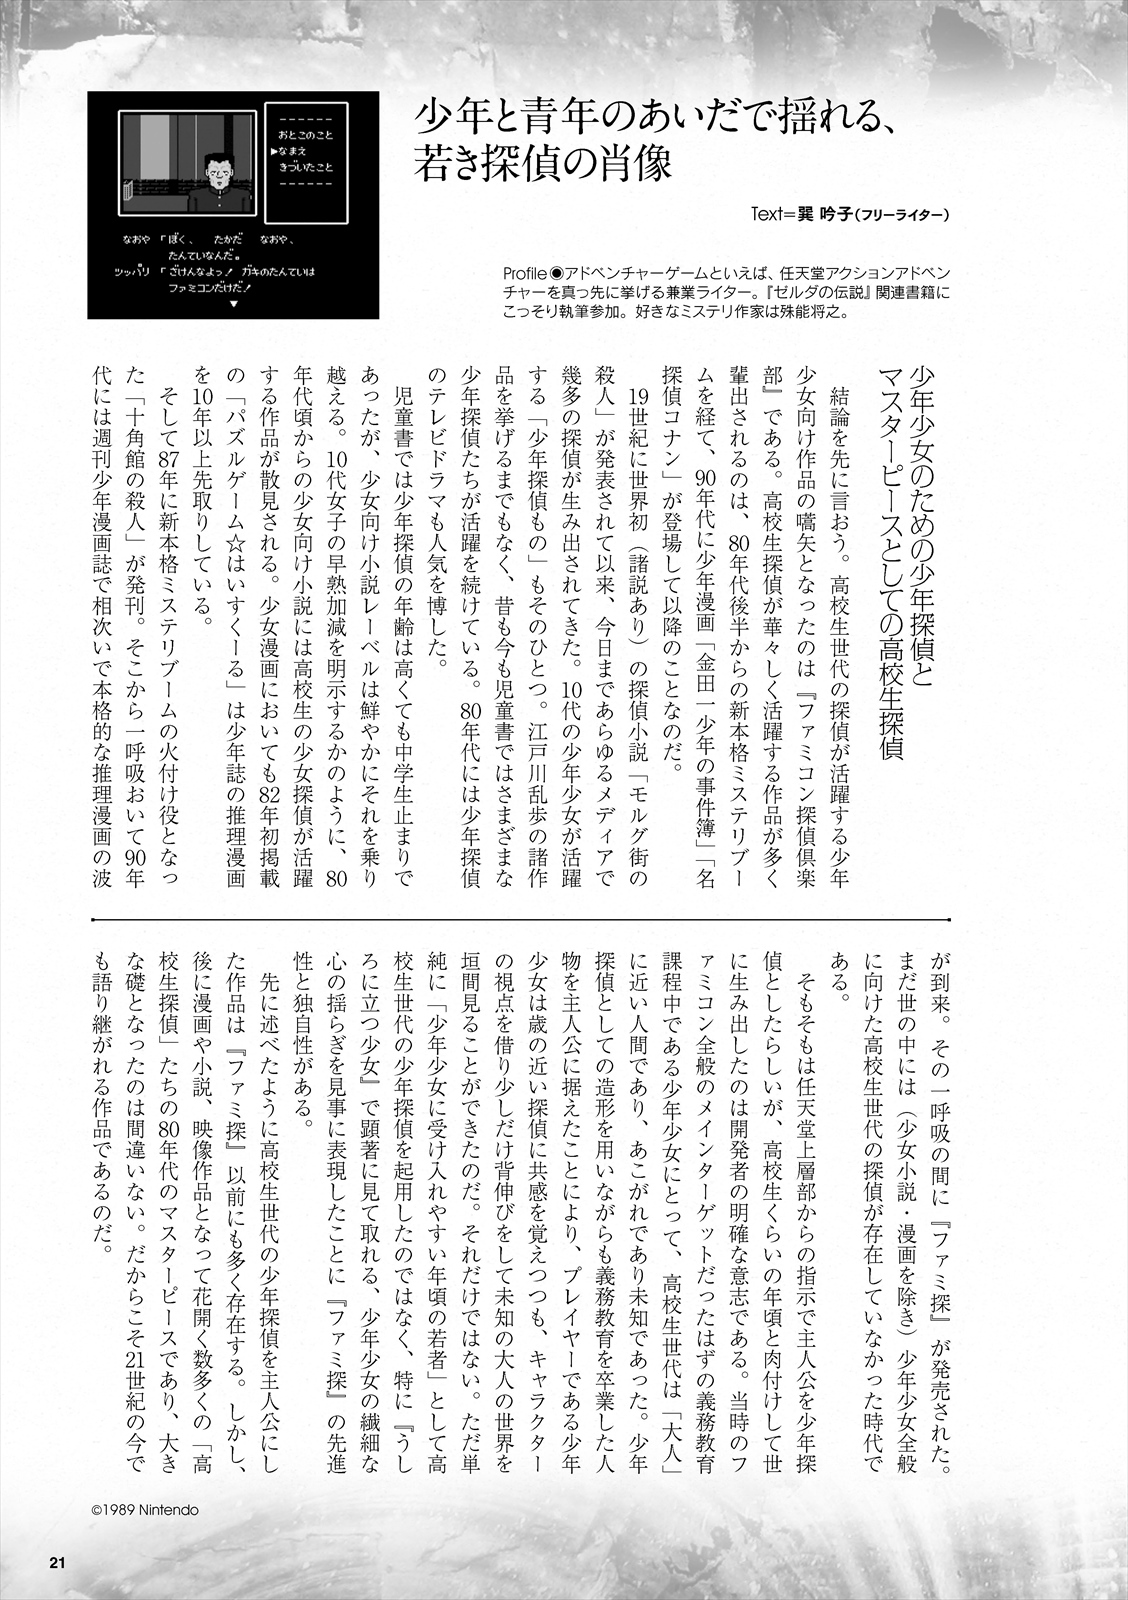 ------
おとこのこと
▶なまえ
きづいたこと
------
なおや「ぼく、 たかだ なおや、
たんていなんだ。
ツッパリ「ざけんなよっ! ガキのたんていは
ファミコンだけだ!
▼
少年と青年のあいだで揺れる、
若き探偵の肖像
Text=巽 吟子(フリーライター)
Profile◉アドベンチャーゲームといえば、任天堂アクションアドベン
チャーを真っ先に挙げる兼業ライター。『ゼルダの伝説』関連書籍に
こっそり執筆参加。好きなミステリ作家は殊能将之。
少年少女のための少年探偵と
マスターピースとしての高校生探偵
結論を先に言おう。高校生世代の探偵が活躍する少年
少女向け作品の嚆矢となったのは『ファミコン探偵倶楽
部』である。高校生探偵が華々しく活躍する作品が多く
輩出されるのは、80年代後半からの新本格ミステリブー
ムを経て、90年代に少年漫画「金田一少年の事件簿」「名
探偵コナン」が登場して以降のことなのだ。
19世紀に世界初(諸説あり)の探偵小説「モルグ街の
殺人」が発表されて以来、今日まであらゆるメディアで
幾多の探偵が生み出されてきた。10代の少年少女が活躍
する「少年探偵もの」もそのひとつ。江戸川乱歩の諸作
品を挙げるまでもなく、昔も今も児童書ではさまざまな
少年探偵たちが活躍を続けている。80年代には少年探偵
のテレビドラマも人気を博した。
児童書では少年探偵の年齢は高くても中学生止まりで
あったが、少女向け小説レーベルは鮮やかにそれを乗り
越える。10代女子の早熟加減を明示するかのように、80
年代頃からの少女向け小説には高校生の少女探偵が活躍
する作品が散見される。少女漫画においても82年初掲載
の「パズルゲーム☆はいすくーる」は少年誌の推理漫画
を10年以上先取りしている。
そして87年に新本格ミステリブームの火付け役となっ
た「十角館の殺人」が発刊。そこから一呼吸おいて90年
代には週刊少年漫画誌で相次いで本格的な推理漫画の波
が到来。その一呼吸の間に『ファミ探』が発売された。
まだ世の中には(少女小説・漫画を除き)少年少女全般
に向けた高校生世代の探偵が存在していなかった時代で
ある。
そもそもは任天堂上層部からの指示で主人公を少年探
偵としたらしいが、高校生くらいの年頃と肉付けして世
に生み出したのは開発者の明確な意志である。当時のフ
ァミコン全般のメインターゲットだったはずの義務教育
課程中である少年少女にとって、高校生世代は「大人」
に近い人間であり、あこがれであり未知であった。少年
探偵としての造形を用いながらも義務教育を卒業した人
物を主人公に据えたことにより、プレイヤーである少年
少女は歳の近い探偵に共感を覚えつつも、キャラクター
の視点を借り少しだけ背伸びをして未知の大人の世界を
垣間見ることができたのだ。それだけではない。ただ単
純に「少年少女に受け入れやすい年頃の若者」として高
校生世代の少年探偵を起用したのではなく、特に『うし
ろに立つ少女』で顕著に見て取れる、少年少女の繊細な
心の揺らぎを見事に表現したことに『ファミ探』の先進
性と独自性がある。
先に述べたように高校生世代の少年探偵を主人公にし
た作品は『ファミ探』以前にも多く存在する。しかし、
後に漫画や小説、映像作品となって花開く数多くの「高
校生探偵」たちの80年代のマスターピースであり、大き
な礎となったのは間違いない。だからこそ21世紀の今で
も語り継がれる作品であるのだ。
©1989 Nintendo
21